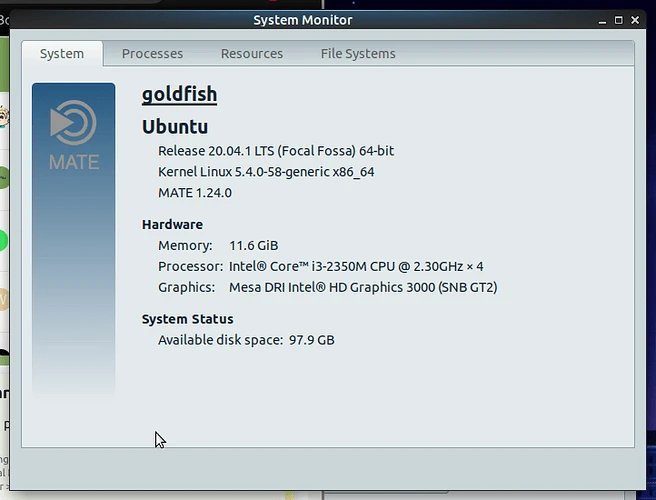 System Monitor
System Processes Resources File Systems
goldfish
MATE
Ubuntu
Release 20.04.1 LTS (Focal Fossa) 64-bit
Kernel Linux 5.4.0-58-generic x86_64
MATE 1.24.0
Hardware
Memory: 11.6 GiB
Processor: Intel® Core™ i3-2350M CPU @ 2.30GHz × 4
Graphics: Mesa DRI Intel® HD Graphics 3000 (SNB GT2)
System Status
Available disk space: 97.9 GB